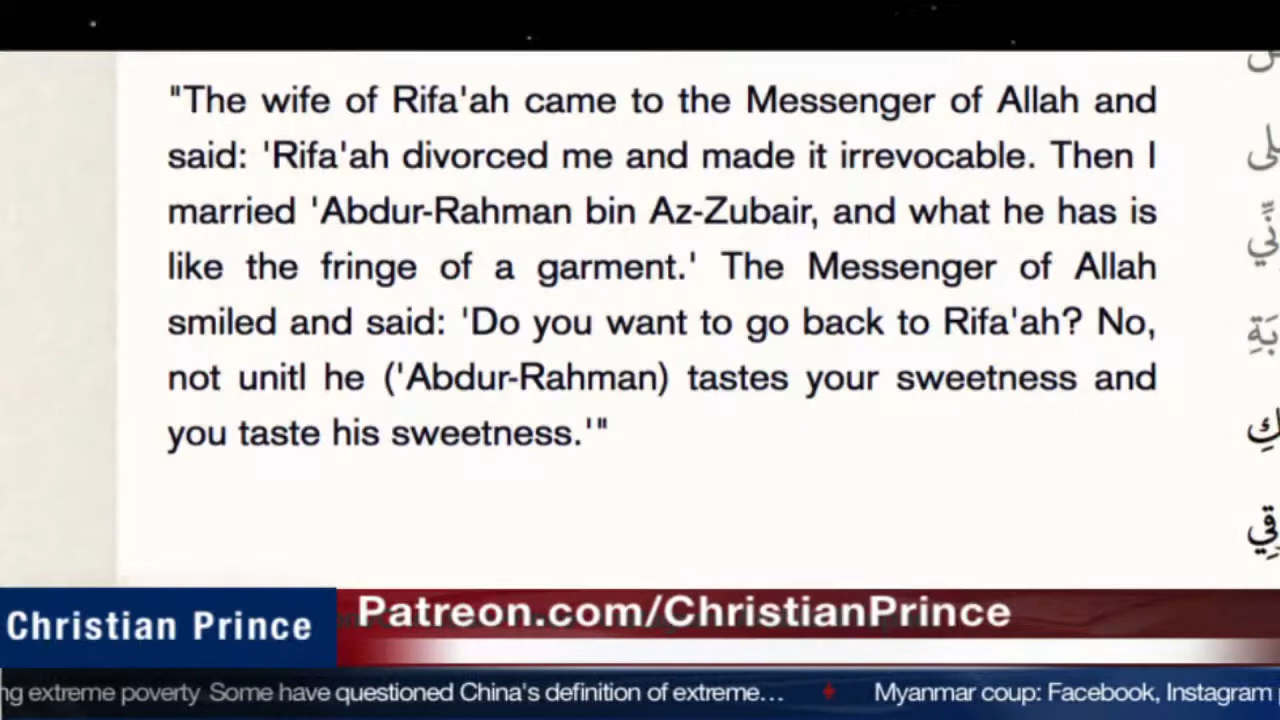 "The wife of Rifa'ah came to the Messenger of Allah and
said: 'Rifa'ah divorced me and made it irrevocable. Then I
married 'Abdur-Rahman bin Az-Zubair, and what he has is
like the fringe of a garment.' The Messenger of Allah
smiled and said: 'Do you want to go back to Rifa'ah? No,
not unitl he ('Abdur-Rahman) tastes your sweetness and
you taste his sweetness.'"
Christian Prince
Patreon.com/ChristianPrince
ng extreme poverty Some have questioned China's definition of extreme... Myanmar coup: Facebook, Instagram